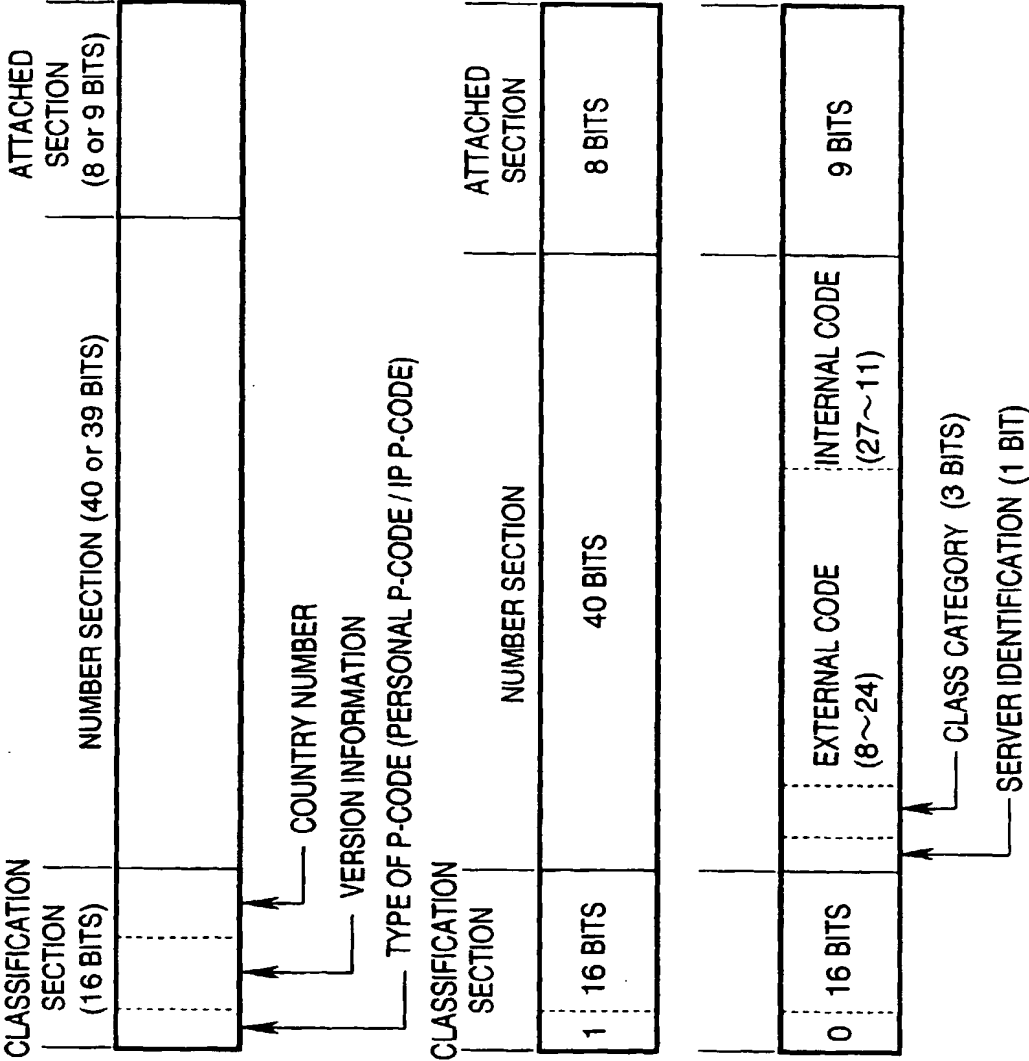 CLASSIFICATION
SECTION
(16 BITS)
NUMBER SECTION (40 or 39 BITS)
ATTACHED
SECTION
(8 or 9 BITS)
COUNTRY NUMBER
VERSION INFORMATION
TYPE OF P-CODE (PERSONAL P-CODE / IP P-CODE)
CLASSIFICATION
SECTION
NUMBER SECTION
ATTACHED
SECTION
1
16 BITS
40 BITS
8 BITS
0
16 BITS
EXTERNAL CODE
(8~24)
INTERNAL CODE
(27~11)
9 BITS
CLASS CATEGORY (3 BITS)
SERVER IDENTIFICATION (1 BIT)